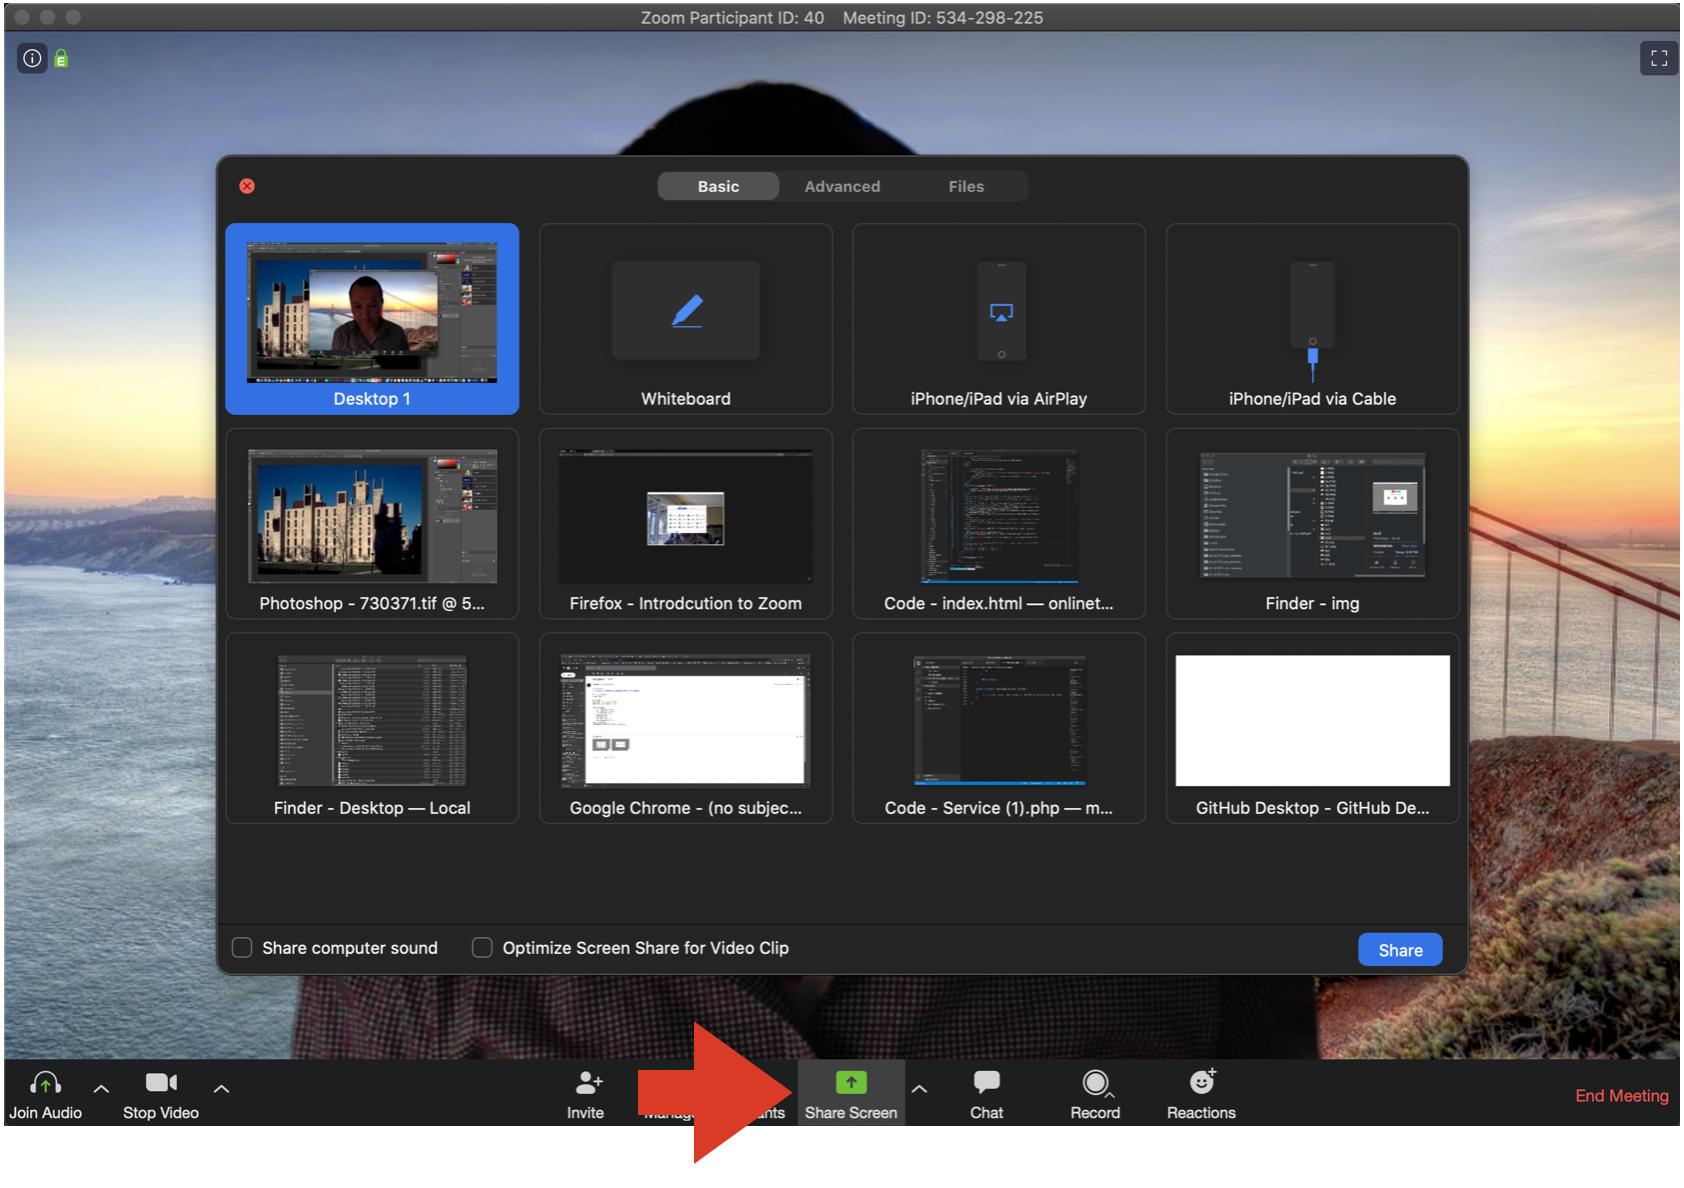 Zoom Participant ID: 40 Meeting ID: 534-298-225
Basic Advanced Files
Desktop 1
Whiteboard
iPhone/iPad via AirPlay
iPhone/iPad via Cable
Photoshop - 730371.tif @ 5...
Firefox - Introdcution to Zoom
Code - index.html — onlinet...
Finder - img
Finder - Desktop — Local
Google Chrome - (no subjec...
Code - Service (1).php — m...
GitHub Desktop - GitHub De...
Share computer sound
Optimize Screen Share for Video Clip
Share
Join Audio
Stop Video
Invite
Share Screen
Chat
Record
Reactions
End Meeting